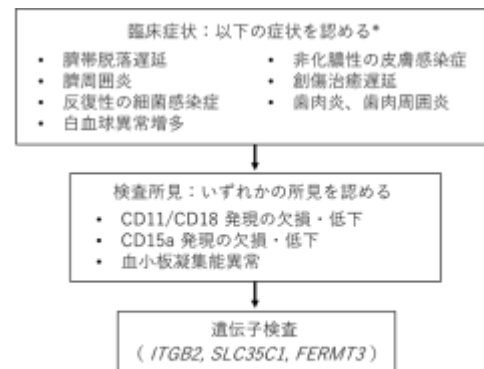 臨床症状：以下の症状を認める*
• 臍帯脱落遅延
• 臍周囲炎
• 反復性の細菌感染症
• 白血球異常増多
• 非化膿性の皮膚感染症
• 創傷治癒遅延
• 歯肉炎、歯肉周囲炎
検査所見：いずれかの所見を認める
• CD11/CD18 発現の欠損・低下
• CD15a 発現の欠損・低下
• 血小板凝集能異常
遺伝子検査
（ ITGB2, SLC35C1, FERMT3 ）